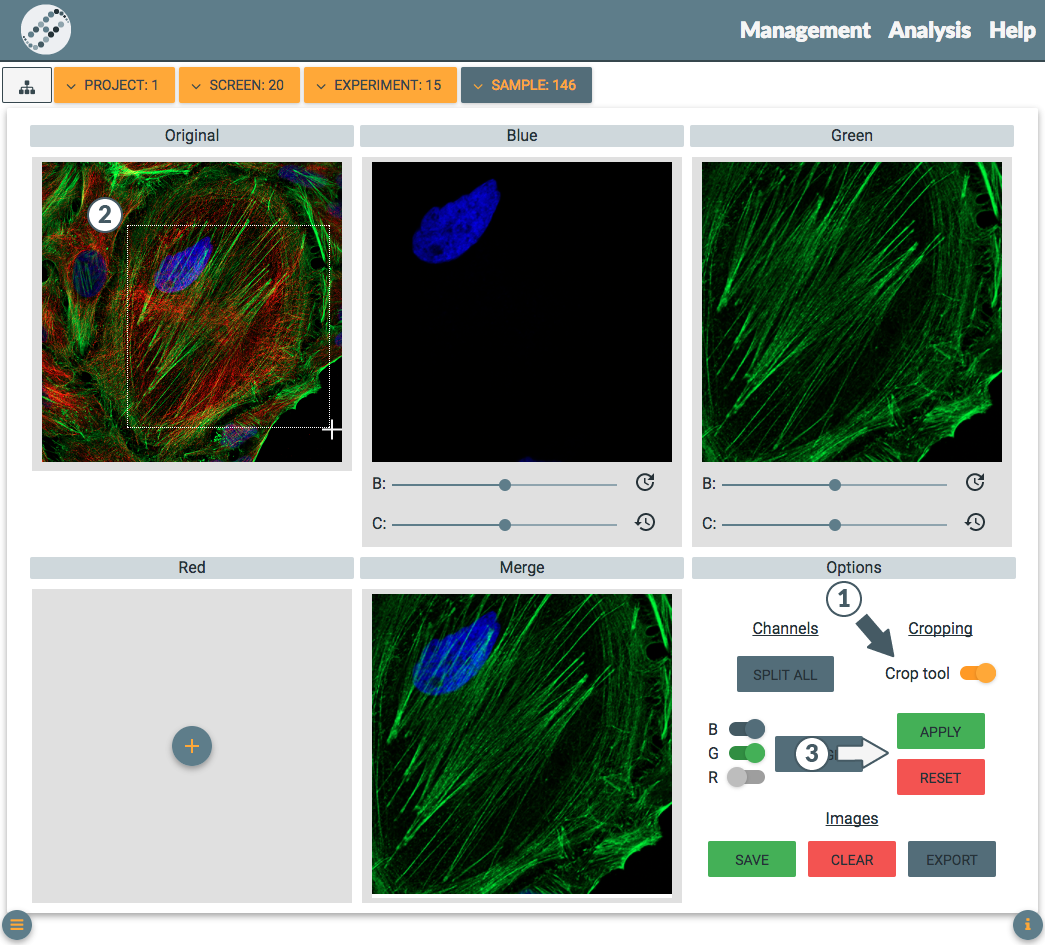 Management Analysis Help
PROJECT: 1 SCREEN: 20 EXPERIMENT: 15 SAMPLE: 146
Original Blue Green
2
B: B:
C: C:
Red Merge Options
1
Channels Cropping
SPLIT ALL Crop tool
B
G
R
3
APPLY
RESET
Images
SAVE CLEAR EXPORT
i